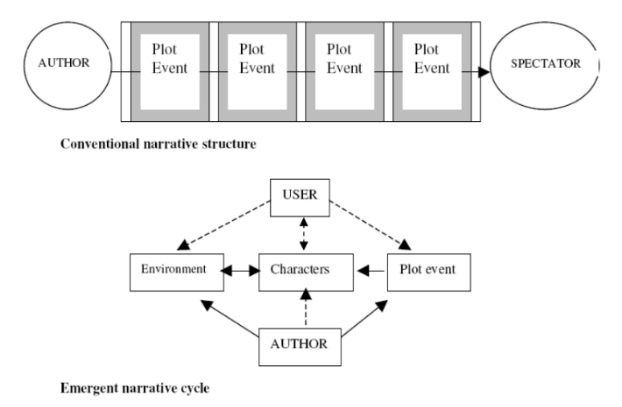 AUTHOR
Plot
Event
Plot
Event
Plot
Event
Plot
Event
SPECTATOR
Conventional narrative structure
USER
Environment
Characters
Plot event
AUTHOR
Emergent narrative cycle